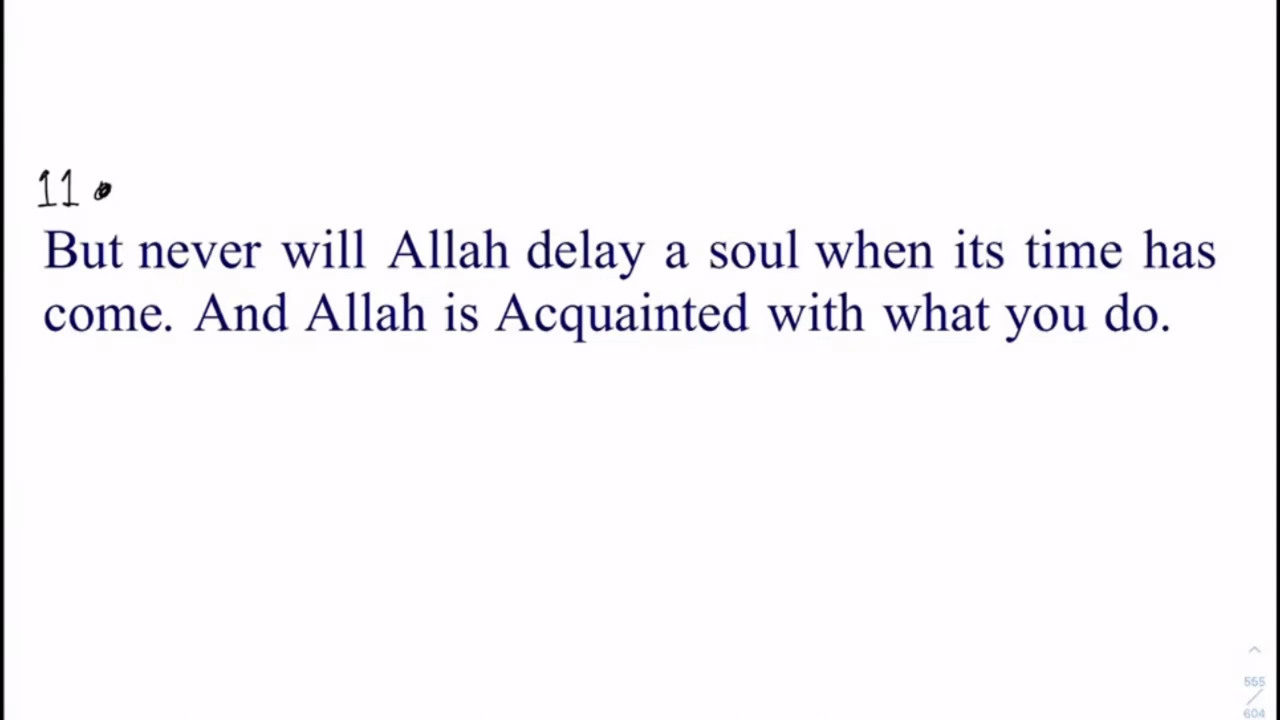 11.
But never will Allah delay a soul when its time has
come. And Allah is Acquainted with what you do.
555
604